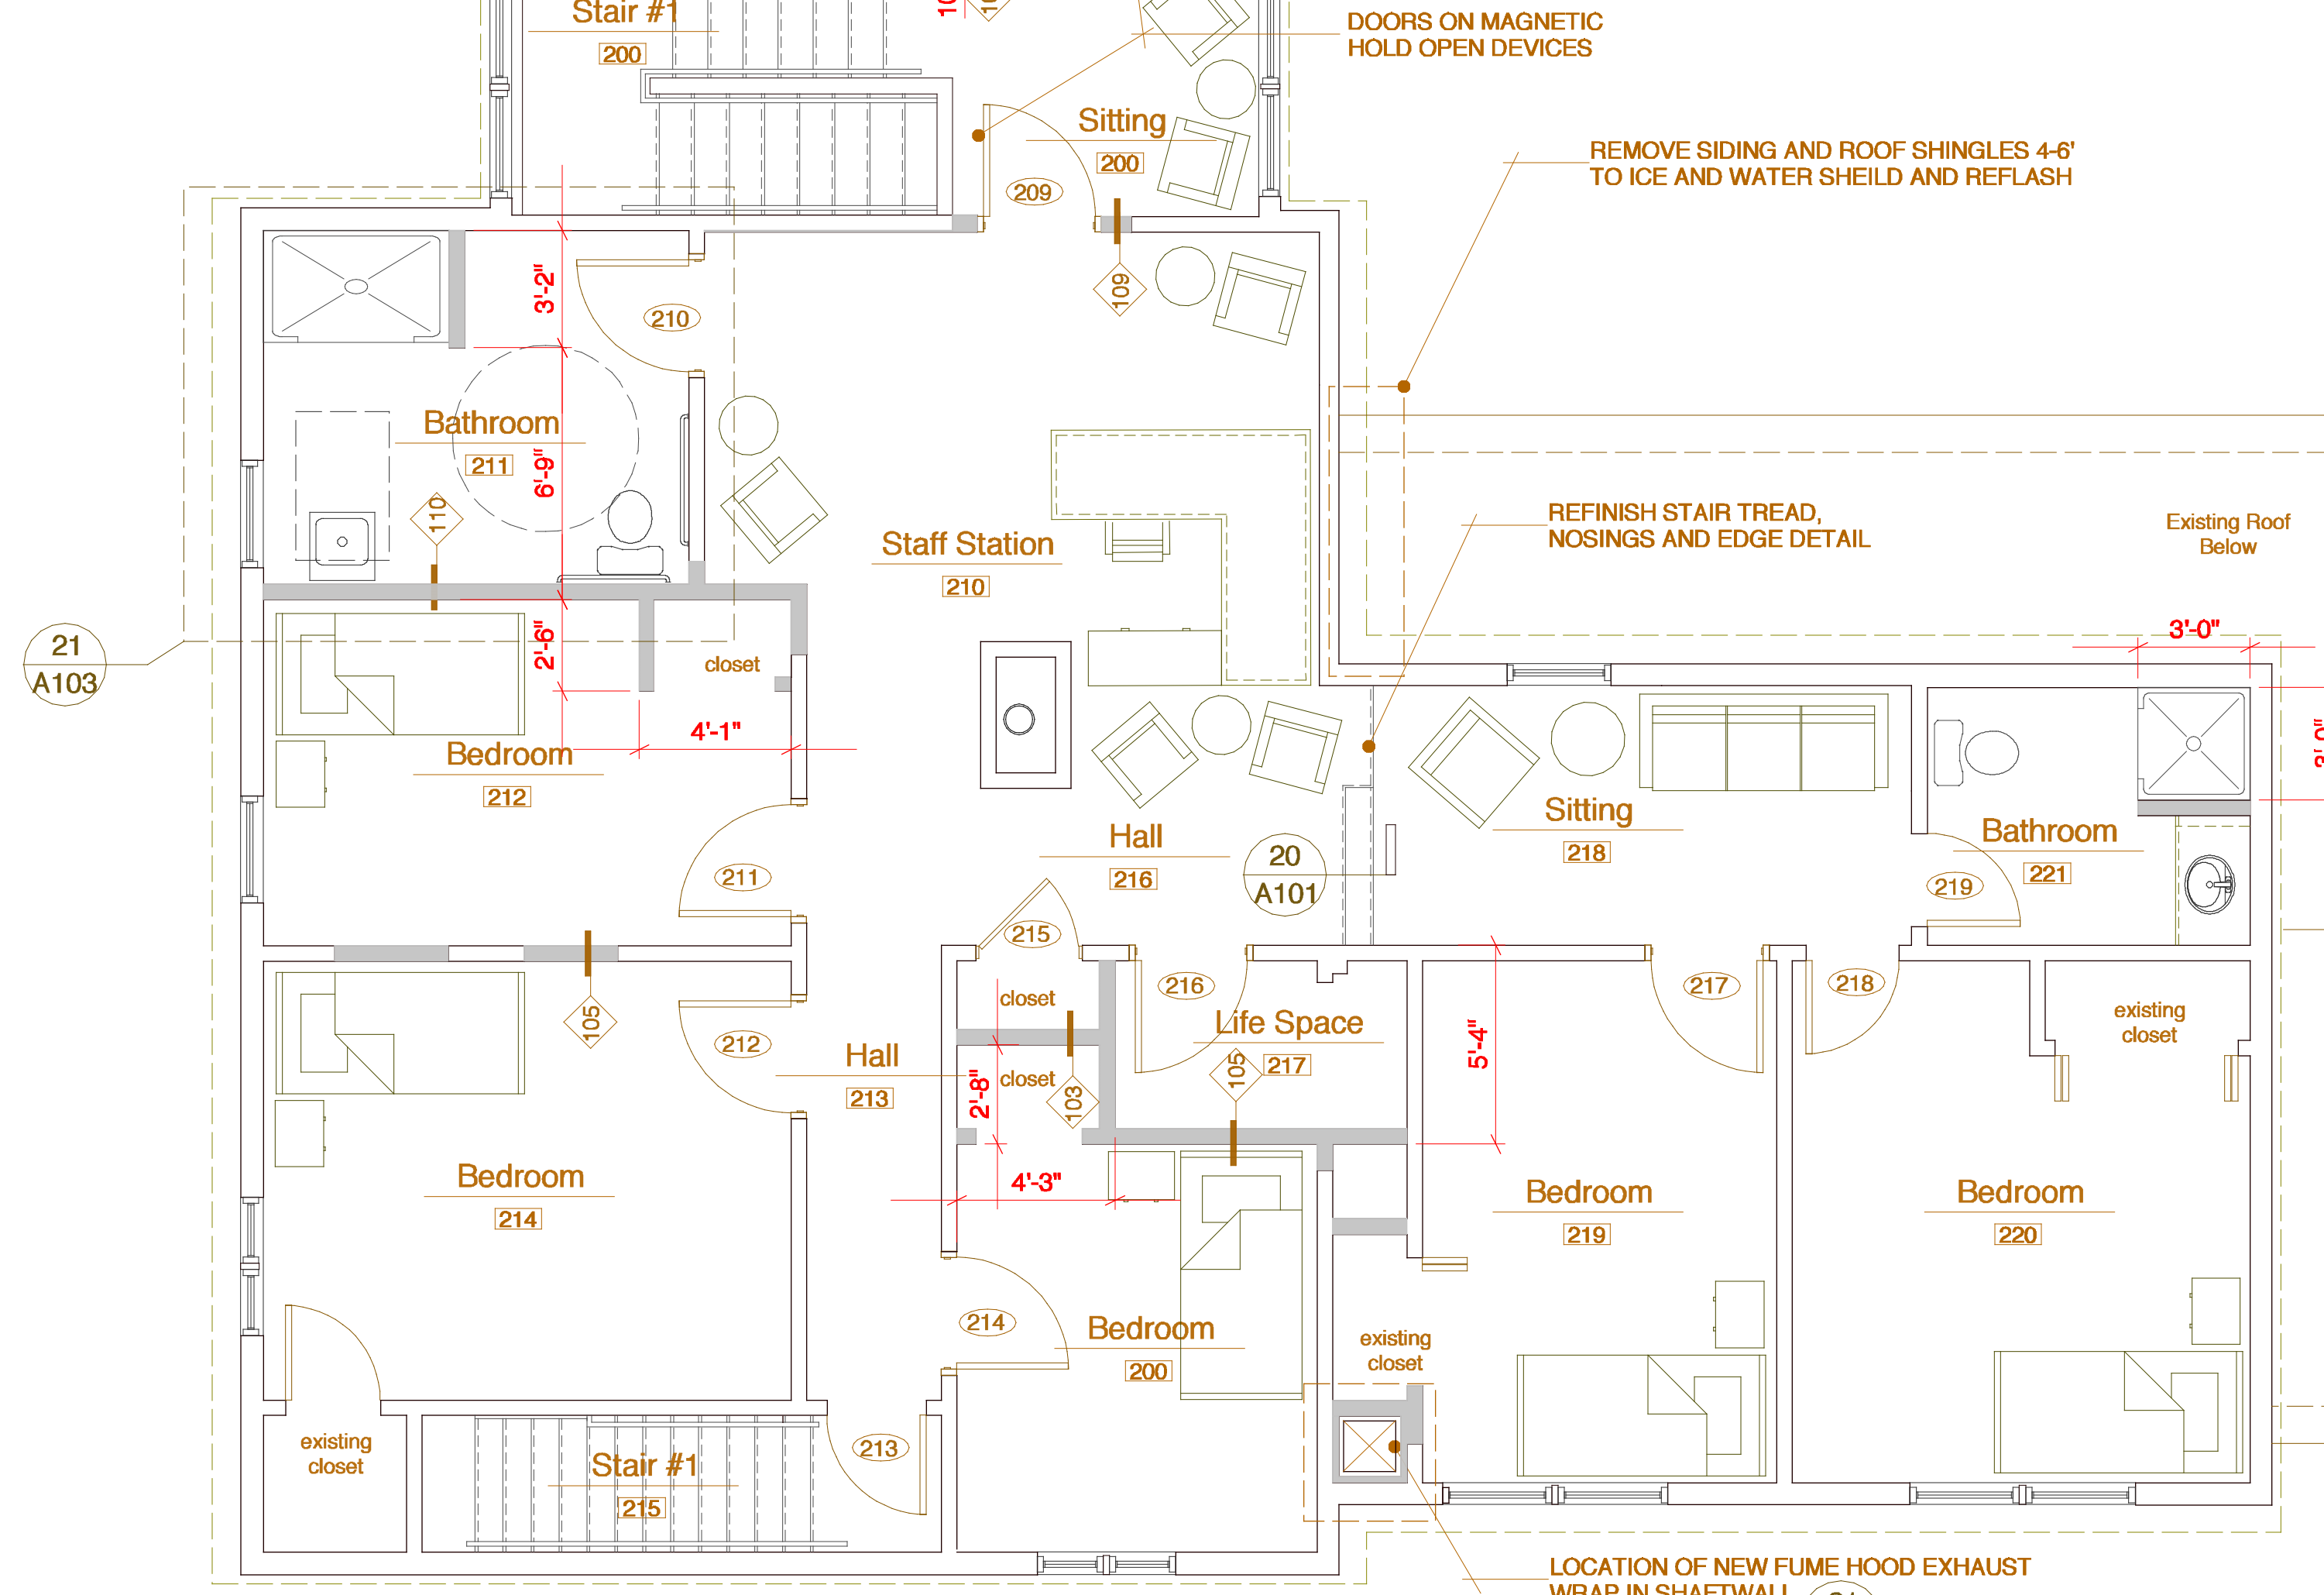 Stair #1
200
DOORS ON MAGNETIC
HOLD OPEN DEVICES
Sitting
200
209
REMOVE SIDING AND ROOF SHINGLES 4-6'
TO ICE AND WATER SHEILD AND REFLASH
109
3'-2"
210
Bathroom
211
6'-9"
110
Staff Station
210
REFINISH STAIR TREAD,
NOSINGS AND EDGE DETAIL
Existing Roof
Below
21
A103
2'-6"
closet
3'-0"
4'-1"
Bedroom
212
3'-0"
Hall
216
20
A101
Sitting
218
Bathroom
221
211
219
215
216
217
218
closet
105
212
Life Space
217
105
5'-4"
existing
closet
Hall
213
2'-8"
closet
103
Bedroom
214
4'-3"
Bedroom
219
Bedroom
220
214
Bedroom
200
existing
closet
existing
closet
Stair #1
215
213
LOCATION OF NEW FUME HOOD EXHAUST
WRAP IN SHAFTWALL